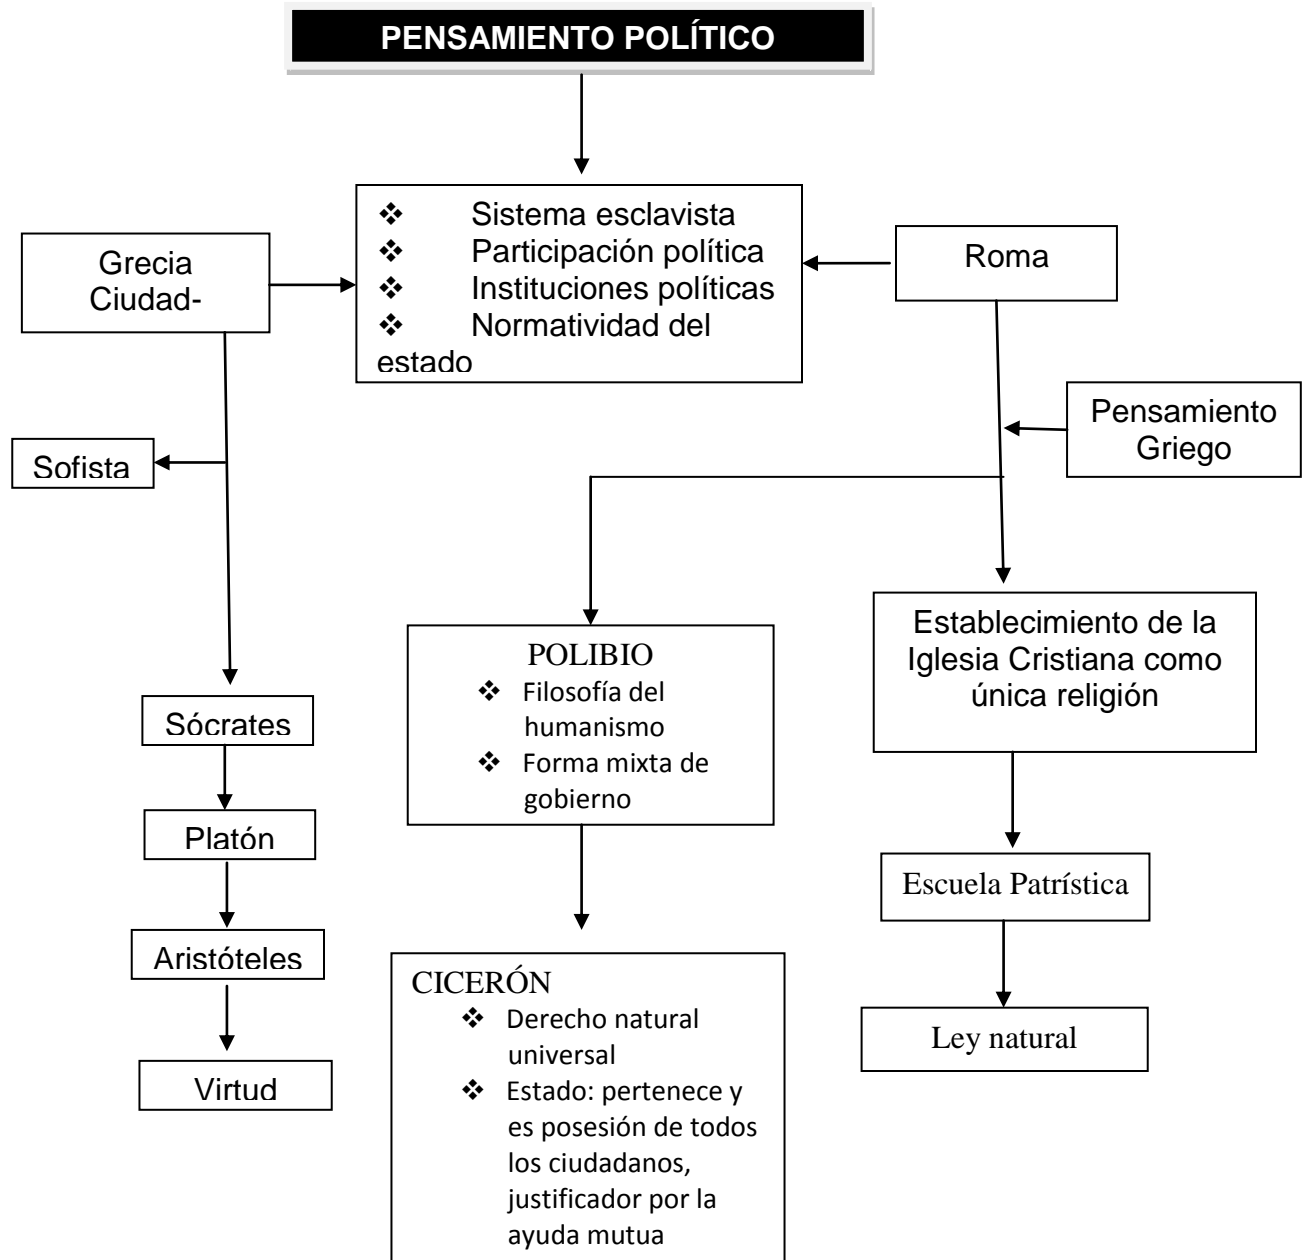 PENSAMIENTO POLÍTICO
❖ Sistema esclavista
❖ Participación política
❖ Instituciones políticas
❖ Normatividad del
estado
Grecia
Ciudad-
Roma
Pensamiento
Griego
Sofista
POLIBIO
❖ Filosofía del
humanismo
❖ Forma mixta de
gobierno
Establecimiento de la
Iglesia Cristiana como
única religión
Sócrates
Platón
Aristóteles
Virtud
Escuela Patrística
Ley natural
CICERÓN
❖ Derecho natural
universal
❖ Estado: pertenece y
es posesión de todos
los ciudadanos,
justificador por la
ayuda mutua